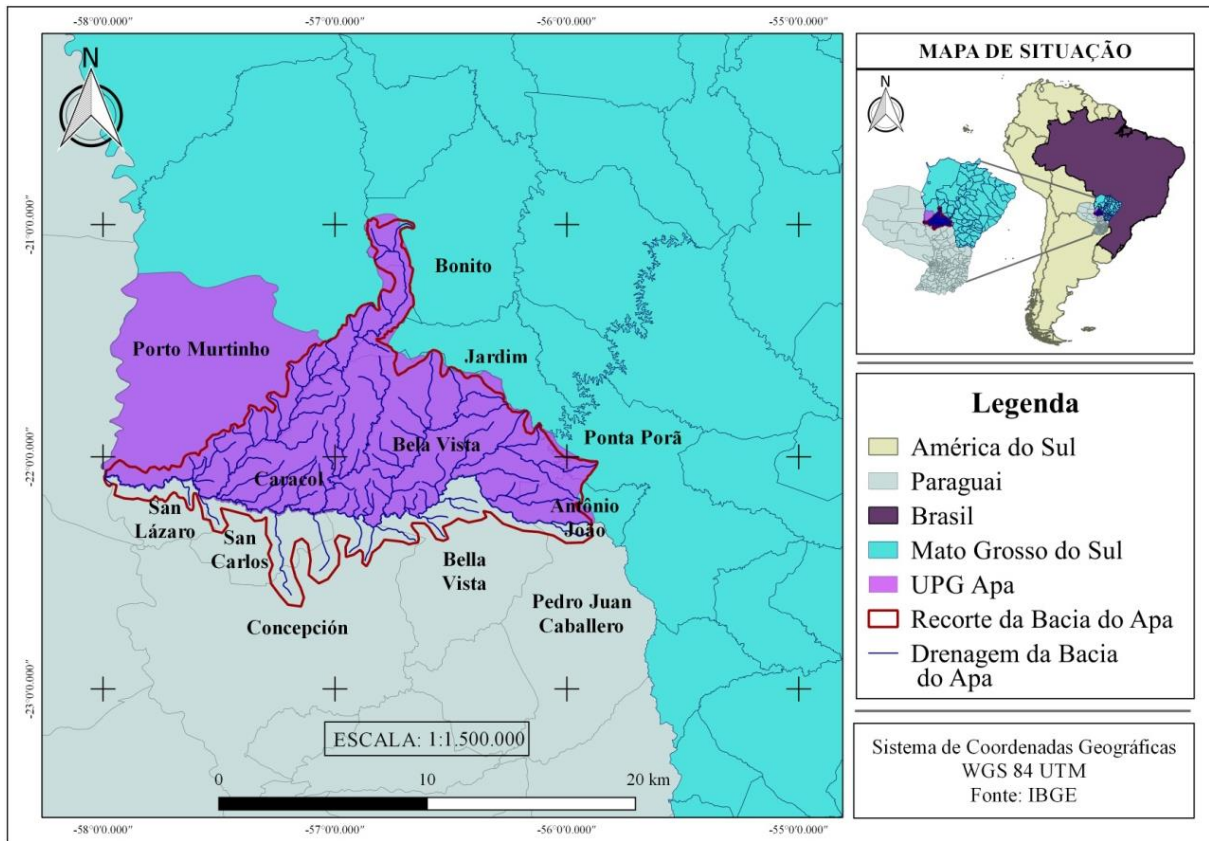 -58°0'0.000"
-57°0'0.000"
-56°0'0.000"
-55°0'0.000"
N
-21°0'0.000"
-22°0'0.000"
-23°0'0.000"
Bonito
Porto Murtinho
Jardim
Bela Vista
Ponta Porã
Caracol
Antônio
João
San
Lázaro
San
Carlos
Bella
Vista
Pedro Juan
Caballero
Concepción
ESCALA: 1:1.500.000
0
10
20 km
-58°0'0.000"
-57°0'0.000"
-56°0'0.000"
-55°0'0.000"
MAPA DE SITUAÇÃO
N
Legenda
América do Sul
Paraguai
Brasil
Mato Grosso do Sul
UPG Apa
Recorte da Bacia do Apa
Drenagem da Bacia
do Apa
Sistema de Coordenadas Geográficas
WGS 84 UTM
Fonte: IBGE